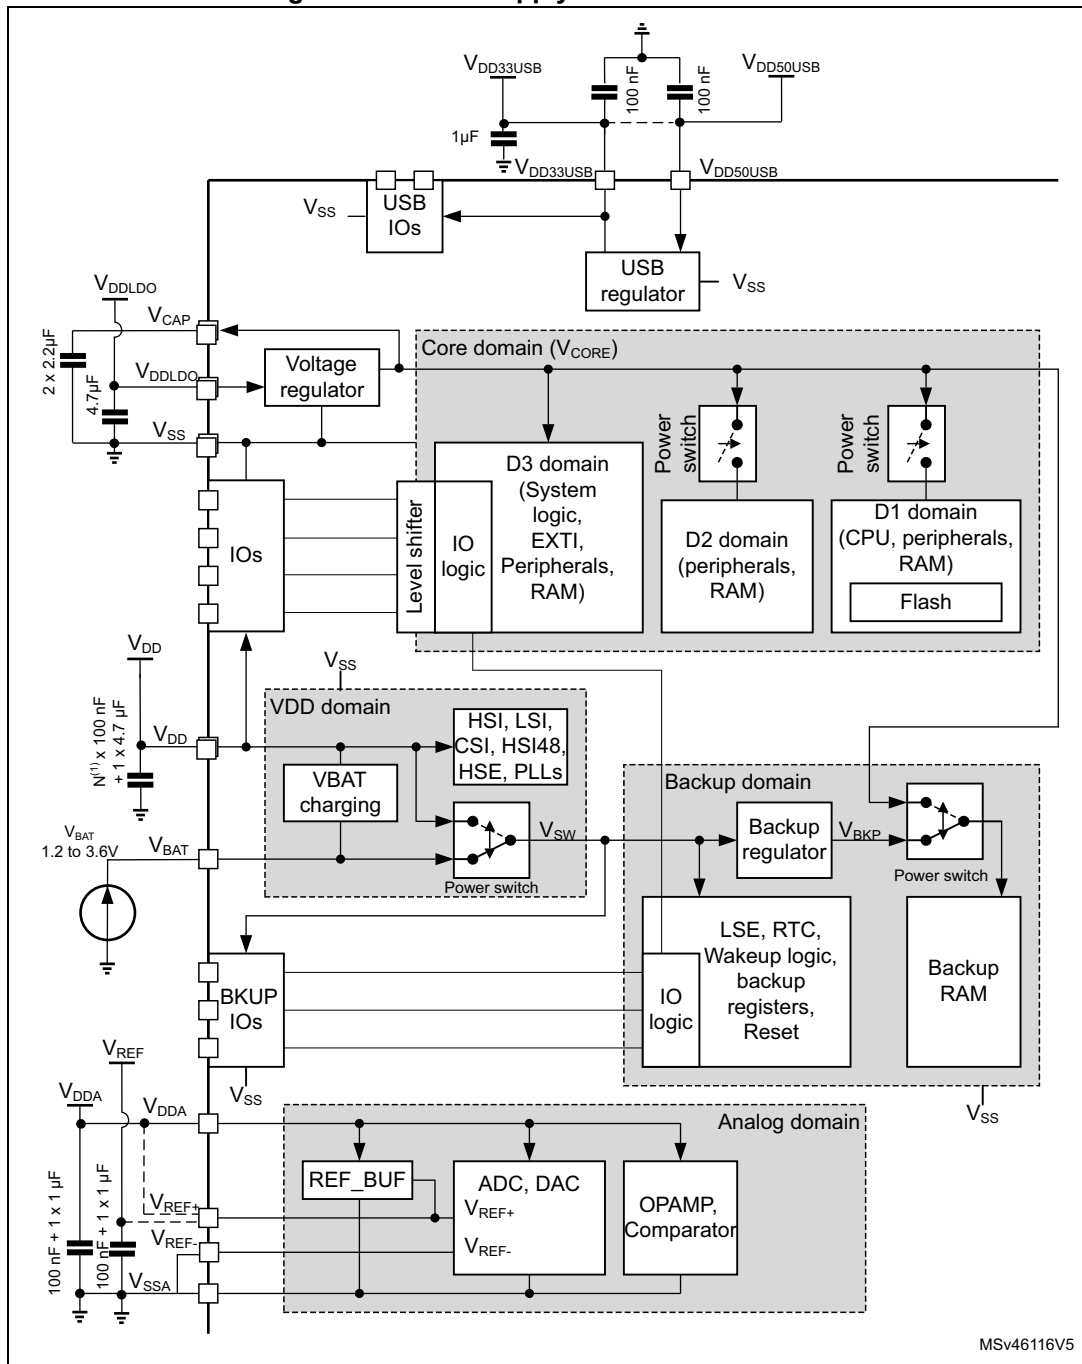 VDD33USB
100 nF
100 nF
VDD50USB
1µF
VDD33USB
VDD50USB
VSS
USB
IOs
USB
regulator
VSS
VDDLDO
VCAP
2 x 2.2µF
4.7µF
VDDLDO
VSS
Voltage
regulator
Core domain (VCORE)
Power
switch
Power
switch
D3 domain
(System
logic,
EXTI,
Peripherals,
RAM)
IO
logic
Level shifter
IOs
D2 domain
(peripherals,
RAM)
D1 domain
(CPU, peripherals,
RAM)
Flash
VDD
N(1) x 100 nF
+ 1 x 4.7 µF
VDD
VSS
VDD domain
HSI, LSI,
CSI, HSI48,
HSE, PLLs
VBAT
charging
VBAT
1.2 to 3.6V
VBAT
Power switch
VSW
Backup domain
Backup
regulator
VBKP
Power switch
LSE, RTC,
Wakeup logic,
backup
registers,
Reset
IO
logic
Backup
RAM
BKUP
IOs
VSS
VSS
VREF
VDDA
VDDA
100 nF + 1 x 1 µF
100 nF + 1 x 1 µF
VREF+
VREF-
VSSA
Analog domain
REF_BUF
ADC, DAC
VREF+
VREF-
OPAMP,
Comparator
MSv46116V5